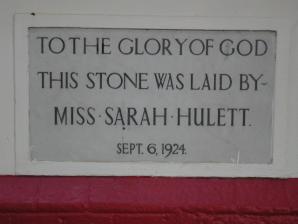 TO THE GLORY OF GOD
THIS STONE WAS LAID BY-
MISS·SARAH·HULETT.
SEPT. 6, 1924.